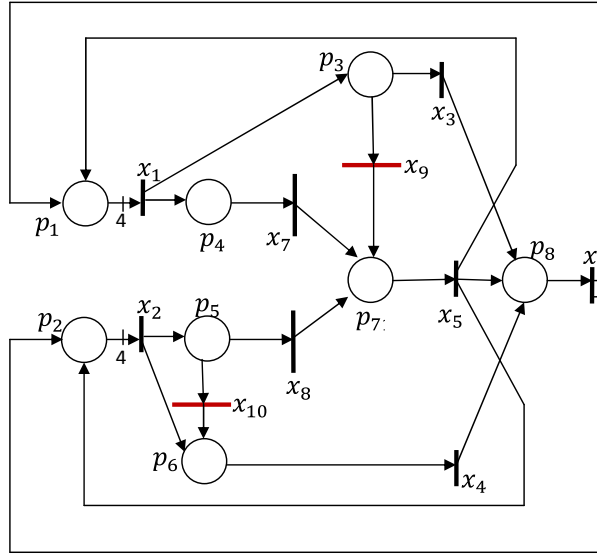 p₃
x₃
x₁
x₉
4
p₁
p₄
x₇
p₈
x
p₇:
x₅
p₂
x₂
p₅
4
x₈
x₁₀
p₆
x₄